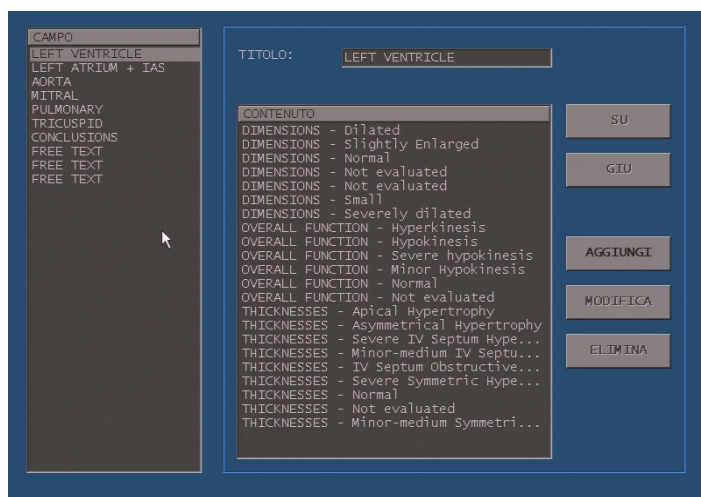 CAMPO
LEFT VENTRICLE
LEFT ATRIUM + IAS
AORTA
MITRAL
PULMONARY
TRICUSPID
CONCLUSIONS
FREE TEXT
FREE TEXT
FREE TEXT
TITOLO:
LEFT VENTRICLE
CONTENUTO
DIMENSIONS - Dilated
DIMENSIONS - Slightly Enlarged
DIMENSIONS - Normal
DIMENSIONS - Not evaluated
DIMENSIONS - Not evaluated
DIMENSIONS - Small
DIMENSIONS - Severely dilated
OVERALL FUNCTION - Hyperkinesis
OVERALL FUNCTION - Hypokinesis
OVERALL FUNCTION - Severe hypokinesis
OVERALL FUNCTION - Minor Hypokinesis
OVERALL FUNCTION - Normal
OVERALL FUNCTION - Not evaluated
THICKNESSES - Apical Hypertrophy
THICKNESSES - Asymmetrical Hypertrophy
THICKNESSES - Severe IV Septum Hype...
THICKNESSES - Minor-medium IV Septu...
THICKNESSES - IV Septum Obstructive...
THICKNESSES - Severe Symmetric Hype...
THICKNESSES - Normal
THICKNESSES - Not evaluated
THICKNESSES - Minor-medium Symmetri...
SU
GIU
AGGIUNGI
MODIFICA
ELIMINA